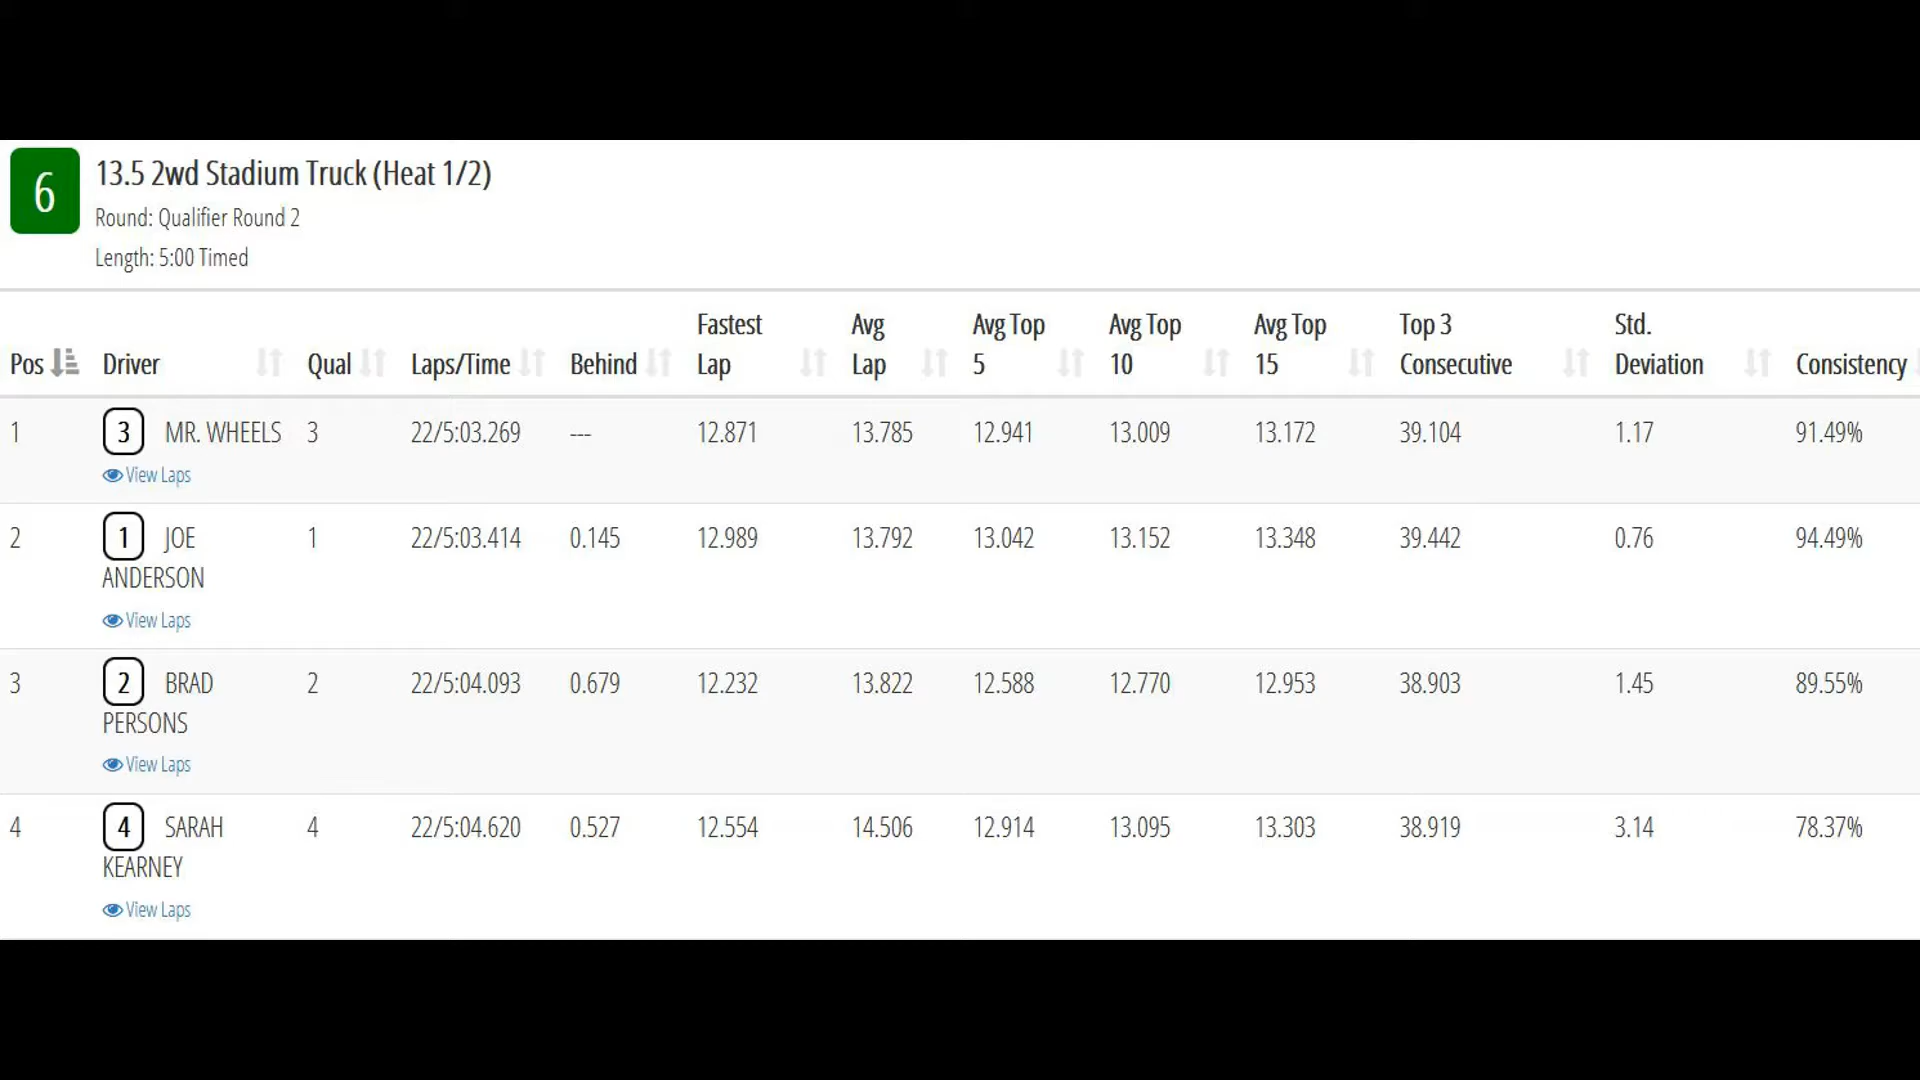 6
13.5 2wd Stadium Truck (Heat 1/2)
Round: Qualifier Round 2
Length: 5:00 Timed
Pos Driver Qual Laps/Time Behind Fastest Lap Avg Lap Avg Top 5 Avg Top 10 Avg Top 15 Top 3 Consecutive Std. Deviation Consistency
1 3 MR. WHEELS 3 22/5:03.269 --- 12.871 13.785 12.941 13.009 13.172 39.104 1.17 91.49%
View Laps
2 1 JOE 1 22/5:03.414 0.145 12.989 13.792 13.042 13.152 13.348 39.442 0.76 94.49%
ANDERSON
View Laps
3 2 BRAD 2 22/5:04.093 0.679 12.232 13.822 12.588 12.770 12.953 38.903 1.45 89.55%
PERSONS
View Laps
4 4 SARAH 4 22/5:04.620 0.527 12.554 14.506 12.914 13.095 13.303 38.919 3.14 78.37%
KEARNEY
View Laps